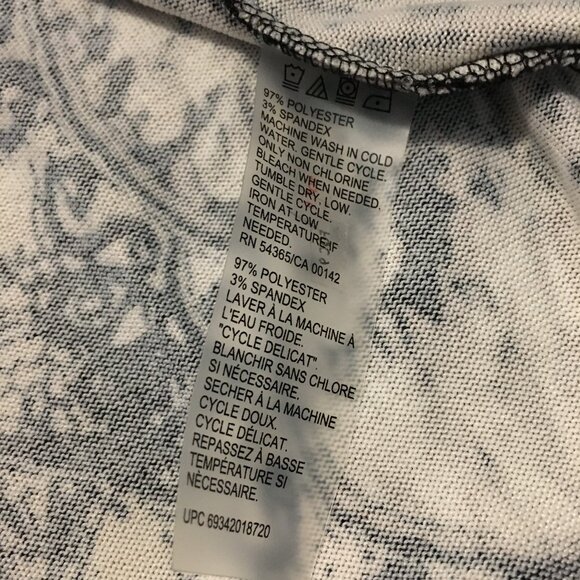 97% POLYESTER
3% SPANDEX
MACHINE WASH IN COLD
WATER. GENTLE CYCLE.
ONLY NON CHLORINE
BLEACH WHEN NEEDED.
TUMBLE DRY LOW.
GENTLE CYCLE.
IRON AT LOW
TEMPERATURE IF
NEEDED.
RN 54365/CA 00142
97% POLYESTER
3% SPANDEX
LAVER À LA MACHINE À
L'EAU FROIDE.
"CYCLE DELICAT".
BLANCHIR SANS CHLORE
SI NÉCESSAIRE.
SECHER À LA MACHINE
CYCLE DOUX.
CYCLE DÉLICAT.
REPASSEZ À BASSE
TEMPÉRATURE SI
NÉCESSAIRE.
UPC 69342018720